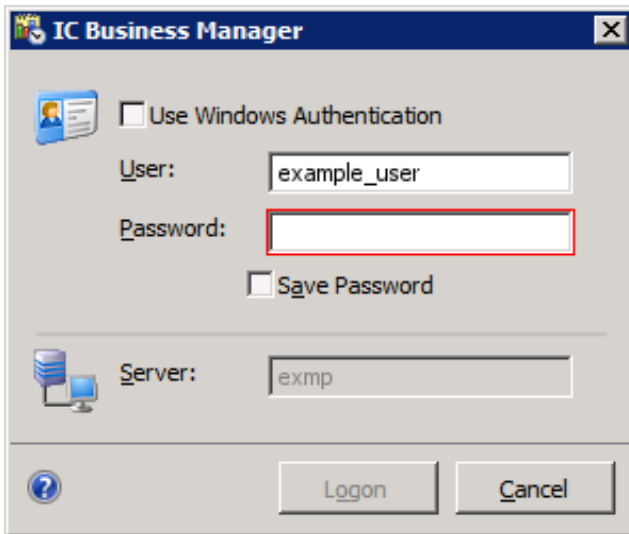 IC Business Manager
Use Windows Authentication
User: example_user
Password:
Save Password
Server: exmp
? Logon Cancel